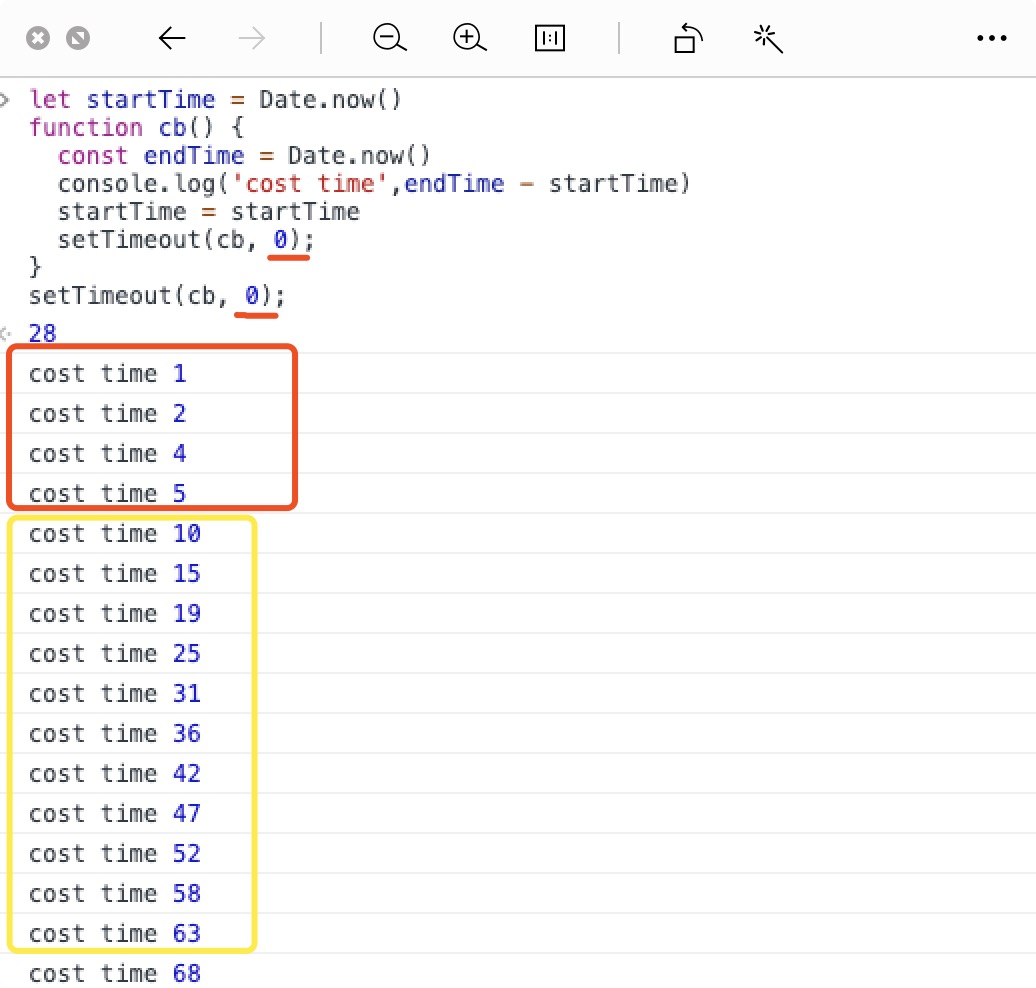 let startTime = Date.now()
function cb() {
  const endTime = Date.now()
  console.log('cost time',endTime - startTime)
  startTime = startTime
  setTimeout(cb, 0);
}
setTimeout(cb, 0);
28
cost time 1
cost time 2
cost time 4
cost time 5
cost time 10
cost time 15
cost time 19
cost time 25
cost time 31
cost time 36
cost time 42
cost time 47
cost time 52
cost time 58
cost time 63
cost time 68